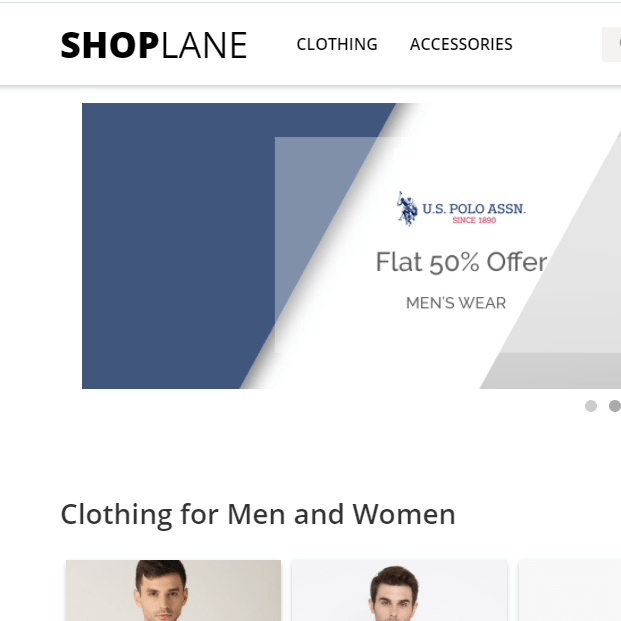 SHOPLANE CLOTHING ACCESSORIES
U.S. POLO ASSN.
SINCE 1890
Flat 50% Offer
MEN'S WEAR
Clothing for Men and Women